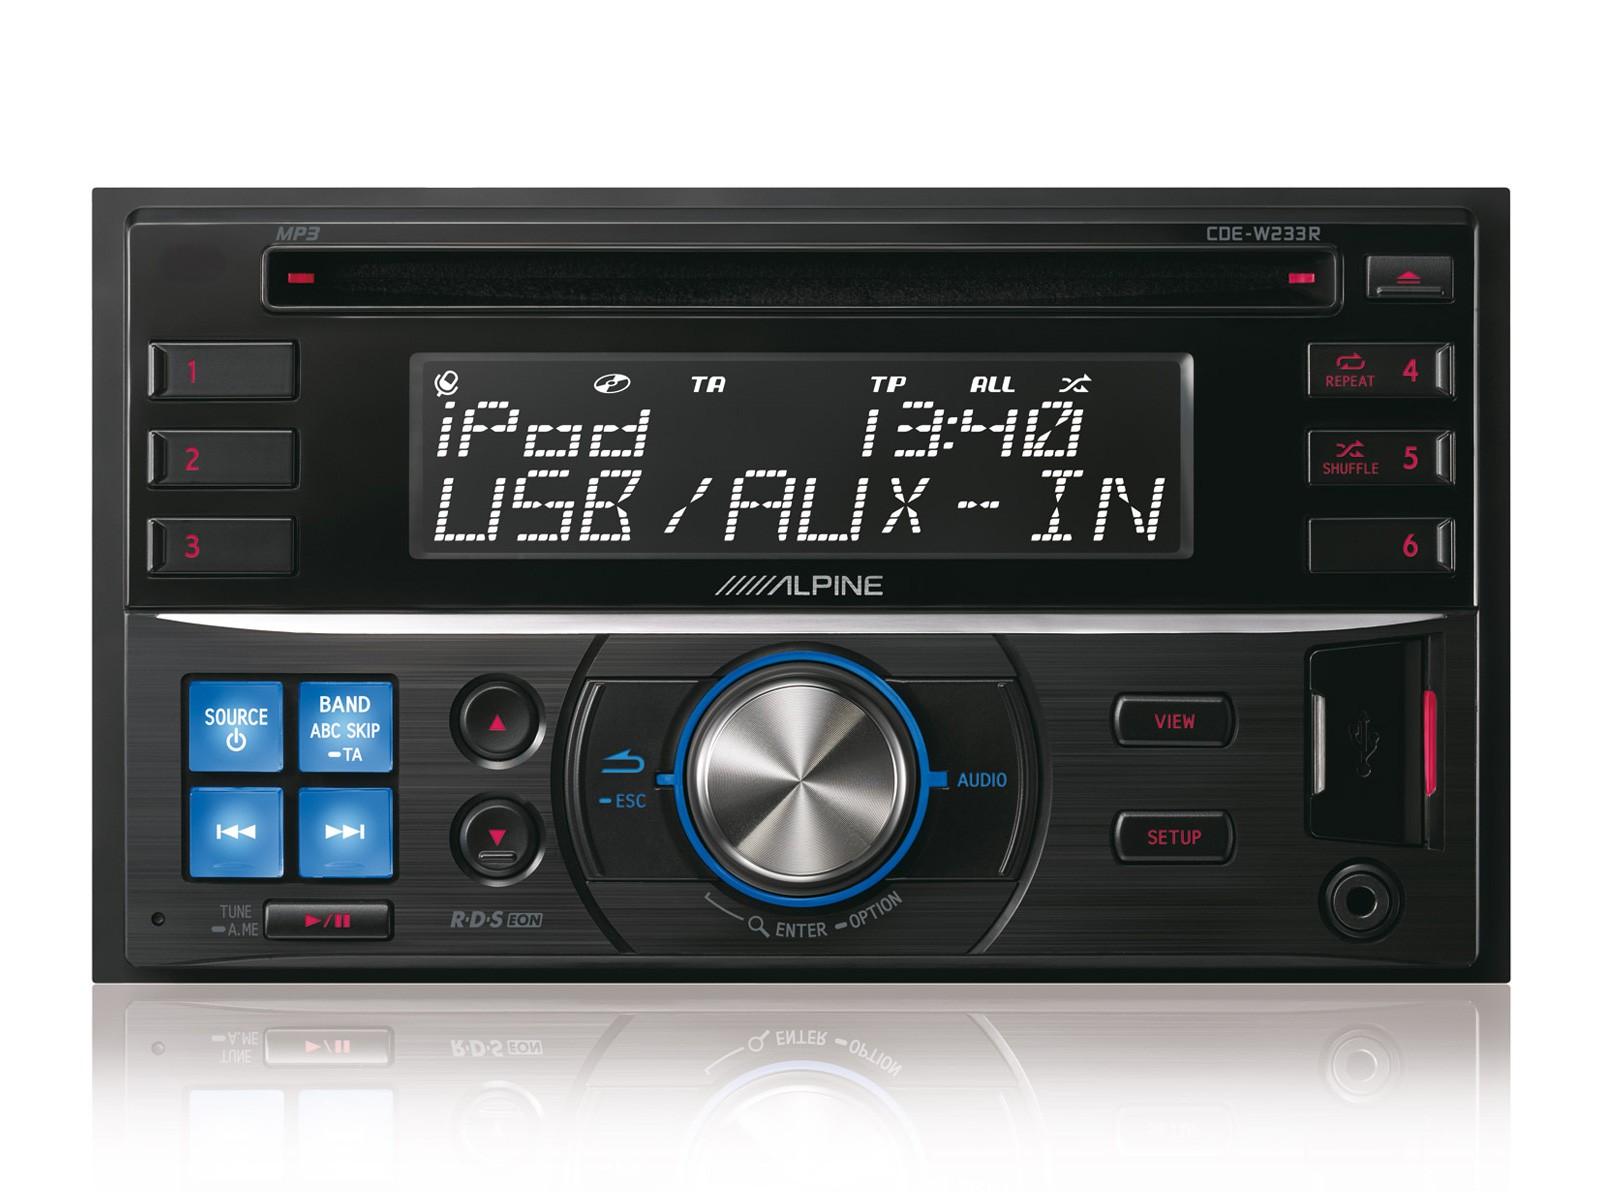 MP3
CDE-W233R
1
REPEAT 4
2
SHUFFLE 5
3
6
TA TP ALL
iPod 13:40
USB/AUX-IN
ALPINE
SOURCE
BAND
ABC SKIP
TA
ESC
AUDIO
VIEW
SETUP
TUNE
A.ME
R·D·S EON
ENTER OPTION